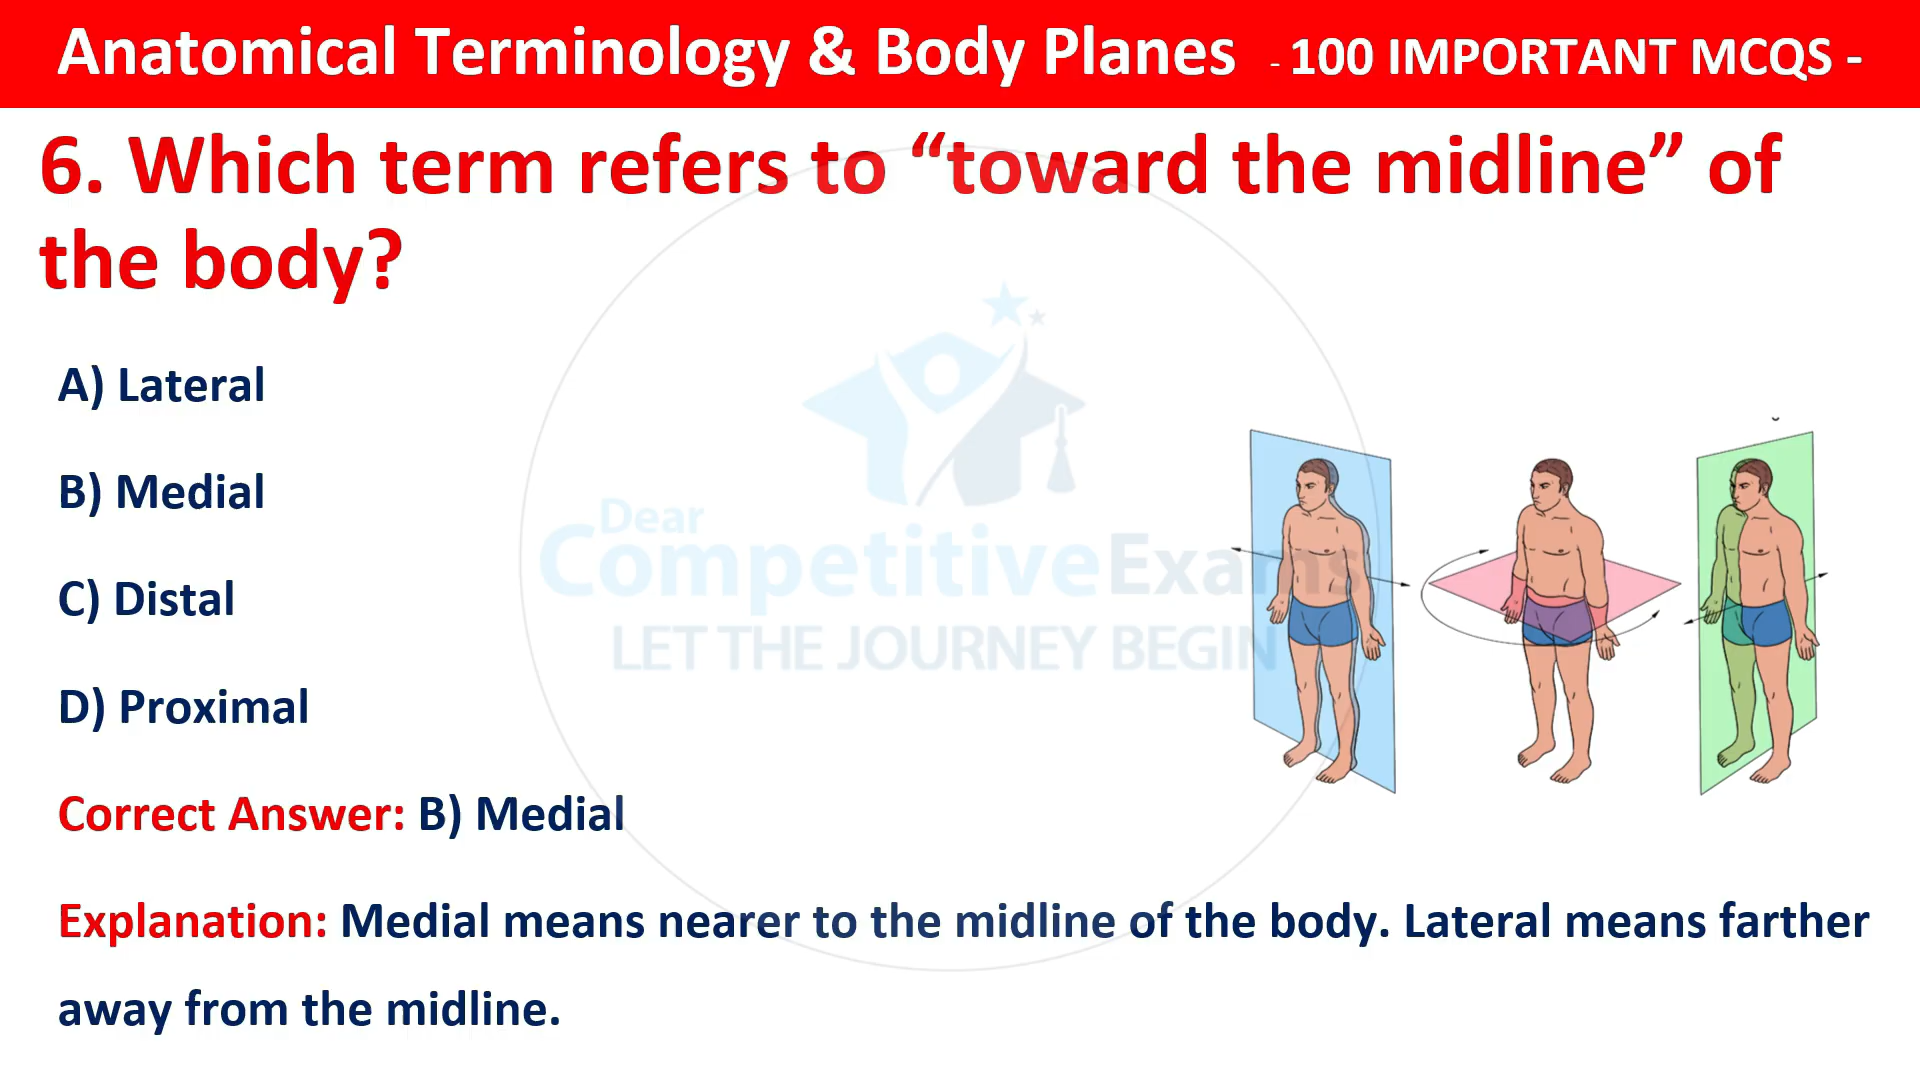 Anatomical Terminology & Body Planes - 100 IMPORTANT MCQS -
6. Which term refers to “toward the midline” of
the body?
A) Lateral
B) Medial
C) Distal
D) Proximal
Correct Answer: B) Medial
Explanation: Medial means nearer to the midline of the body. Lateral means farther
away from the midline.
Dear
CompetitiveExams
LET THE JOURNEY BEGIN